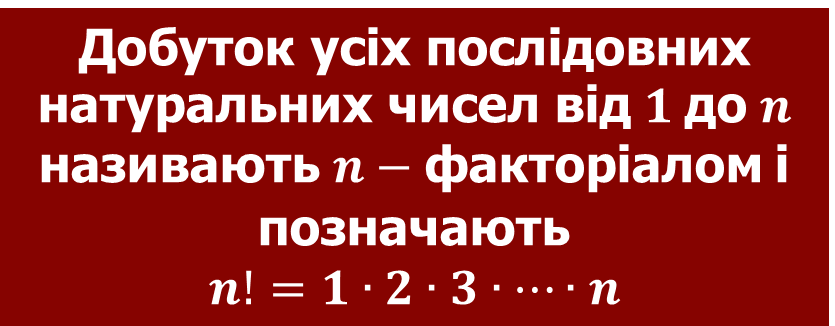 Добуток усіх послідовних
натуральних чисел від 1 до n
називають n – факторіалом і
позначають
n! = 1 · 2 · 3 · ⋯ · n